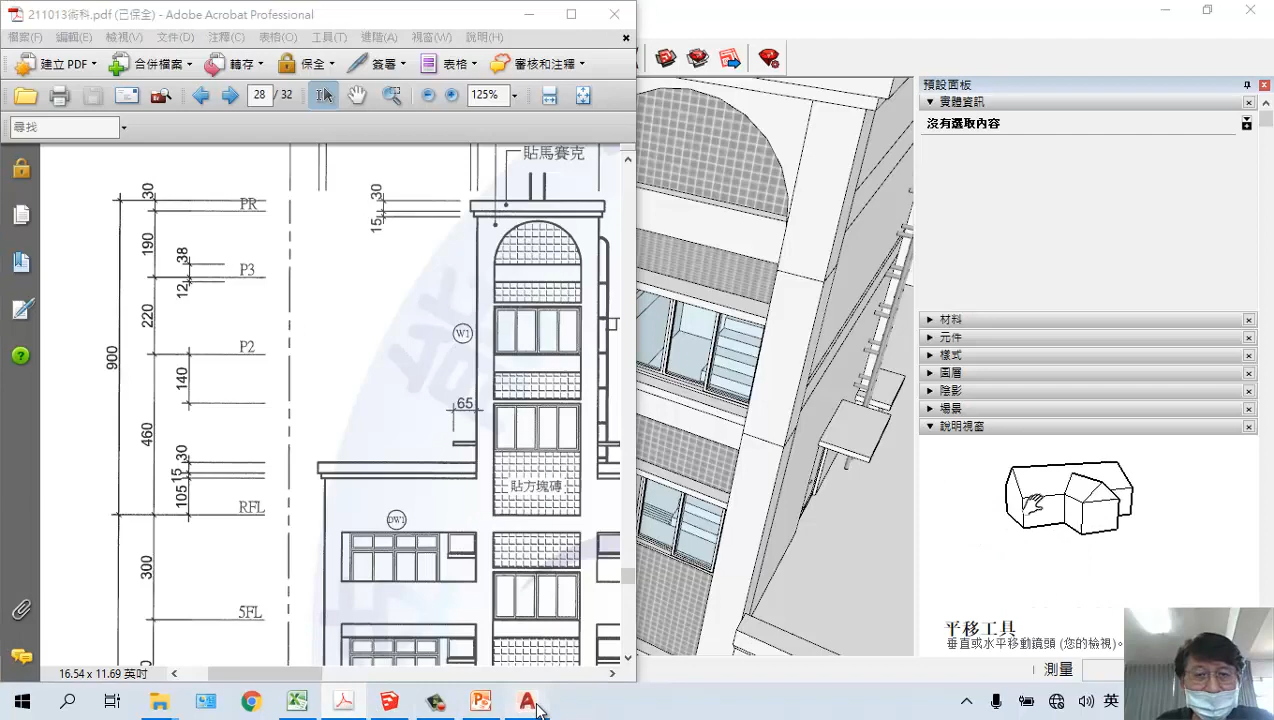 211013術科.pdf (已保全) - Adobe Acrobat Professional
檔案(F) 編輯(E) 檢視(V) 文件(D) 注釋(C) 表格(O) 工具(T) 進階(A) 視窗(W) 說明(H)
建立 PDF 合併檔案 轉存 保全 簽署 表格 審核和注釋
28 / 32 125%
尋找
貼馬賽克
30 PR 30
15
190 38
P3
12
220
W1
P2
900
140
65
460
30
15
105
貼方塊磚
RFL
DW1
300
5FL
16.54 x 11.69 英吋
預設面板
實體資訊
沒有選取內容
材料
元件
樣式
圖層
陰影
場景
說明視窗
平移工具
垂直或水平移動鏡頭 (您的檢視)。
測量
英